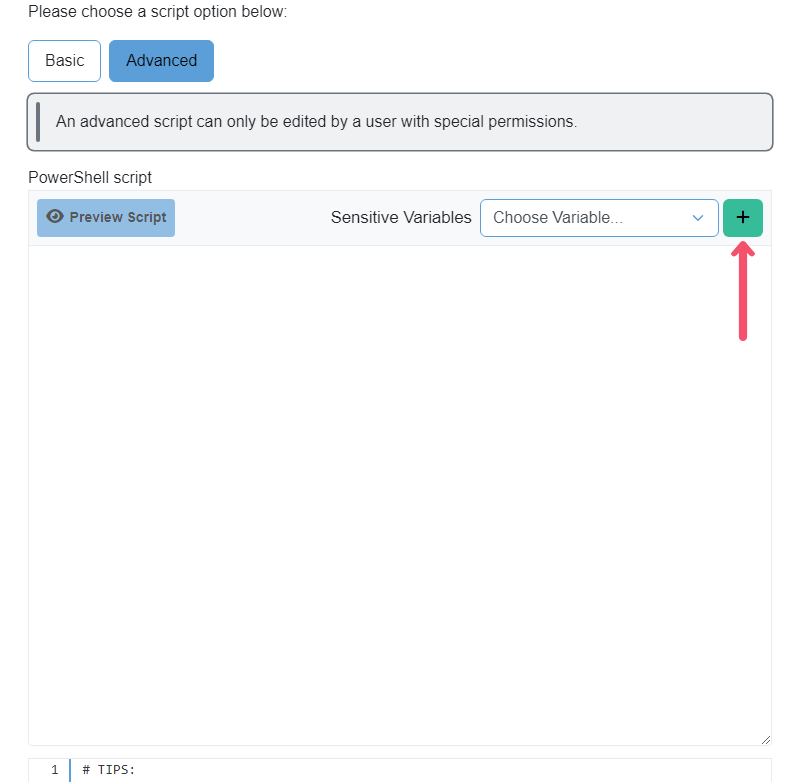 Please choose a script option below:
Basic Advanced
An advanced script can only be edited by a user with special permissions.
PowerShell script
Preview Script Sensitive Variables Choose Variable... +
1 # TIPS: